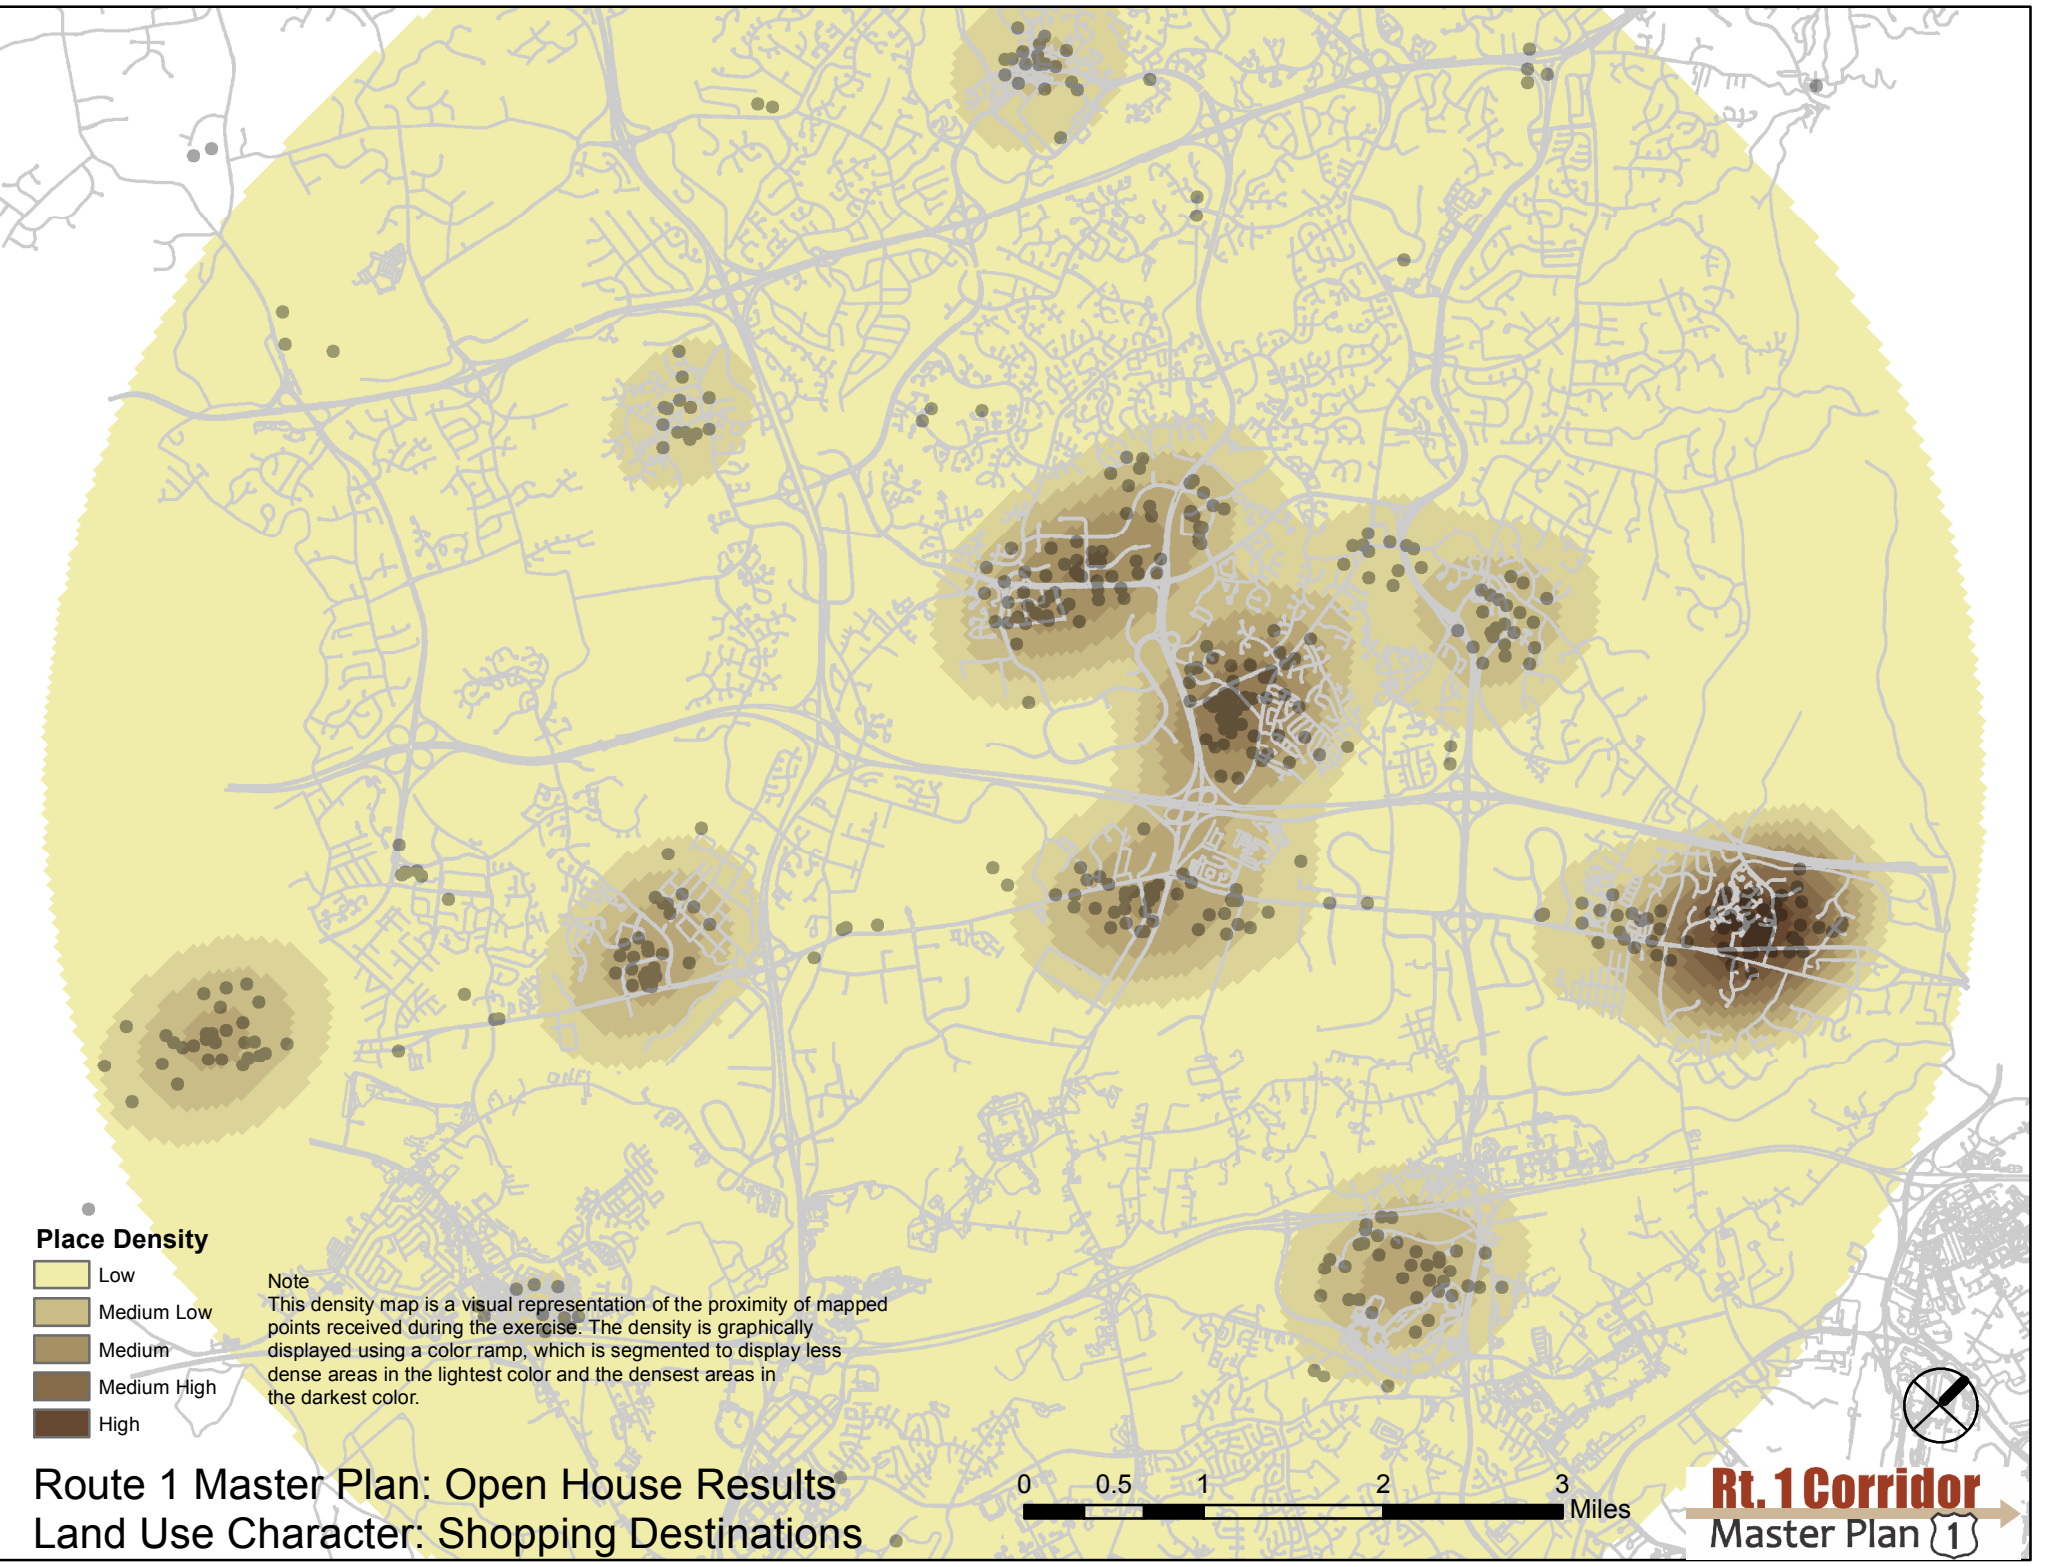 Place Density
Low
Medium Low
Medium
Medium High
High
Note
This density map is a visual representation of the proximity of mapped
points received during the exercise. The density is graphically
displayed using a color ramp, which is segmented to display less
dense areas in the lightest color and the densest areas in
the darkest color.
Route 1 Master Plan: Open House Results
Land Use Character: Shopping Destinations
0 0.5 1 2 3
Miles
Rt. 1 Corridor
Master Plan 1